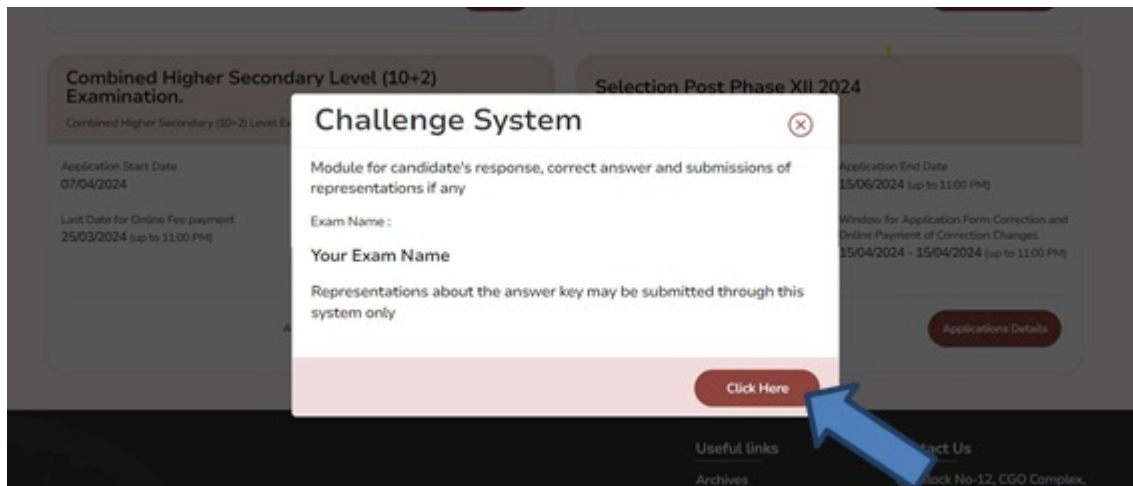 Combined Higher Secondary Level (10+2)
Examination.
Combined Higher Secondary (10+2) Level Ex
Application Start Date
07/04/2024
Last Date for Online Fee payment
25/03/2024 (up to 11:00 PM)
A
Selection Post Phase XII 2024
Application End Date
15/06/2024 (up to 11:00 PM)
Window for Application Form Correction and
Online Payment of Correction Changes
15/04/2024 - 15/04/2024 (up to 11:00 PM)
Applications Details
Challenge System
Module for candidate's response, correct answer and submissions of
representations if any
Exam Name :
Your Exam Name
Representations about the answer key may be submitted through this
system only
Click Here
Useful links
Archives
tact Us
lock No-12, CGO Complex,